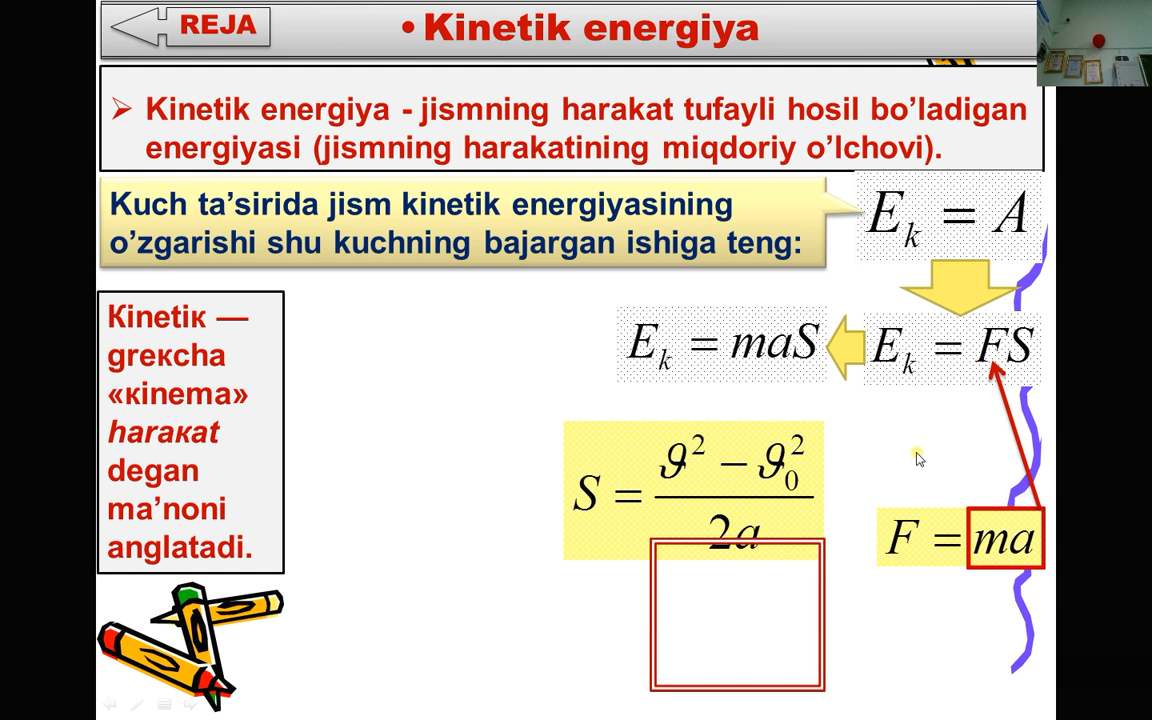 REJA
• Kinetik energiya
Kinetik energiya - jismning harakat tufayli hosil bo’ladigan
energiyasi (jismning harakatining miqdoriy o’lchovi).
Kuch ta’sirida jism kinetik energiyasining
o’zgarishi shu kuchning bajargan ishiga teng:
E_k = A
Кinetiк —
greкcha
«кinema»
haraкat
degan
ma’noni
anglatadi.
E_k = maS
E_k = FS
S = (ϑ² − ϑ₀²) / 2a
F = ma